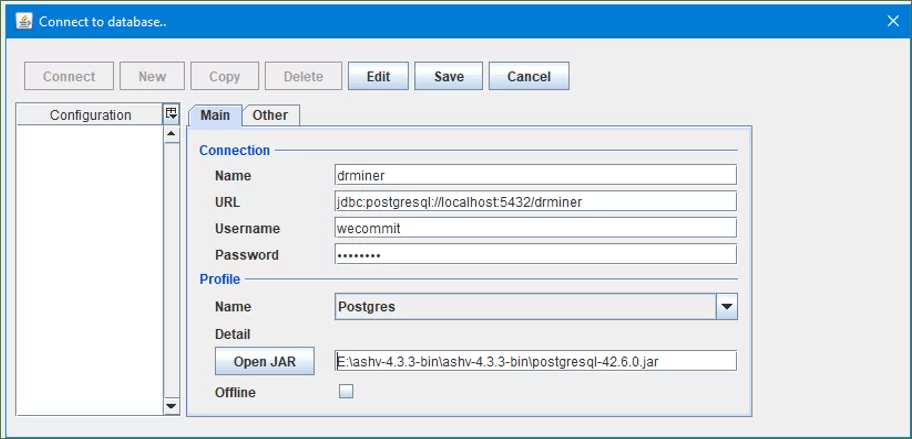 Connect to database..
Connect New Copy Delete Edit Save Cancel
Configuration
Main Other
Connection
Name drminer
URL jdbc:postgresql://localhost:5432/drminer
Username wecommit
Password ••••••••
Profile
Name Postgres
Detail
Open JAR E:\ashv-4.3.3-bin\ashv-4.3.3-bin\postgresql-42.6.0.jar
Offline